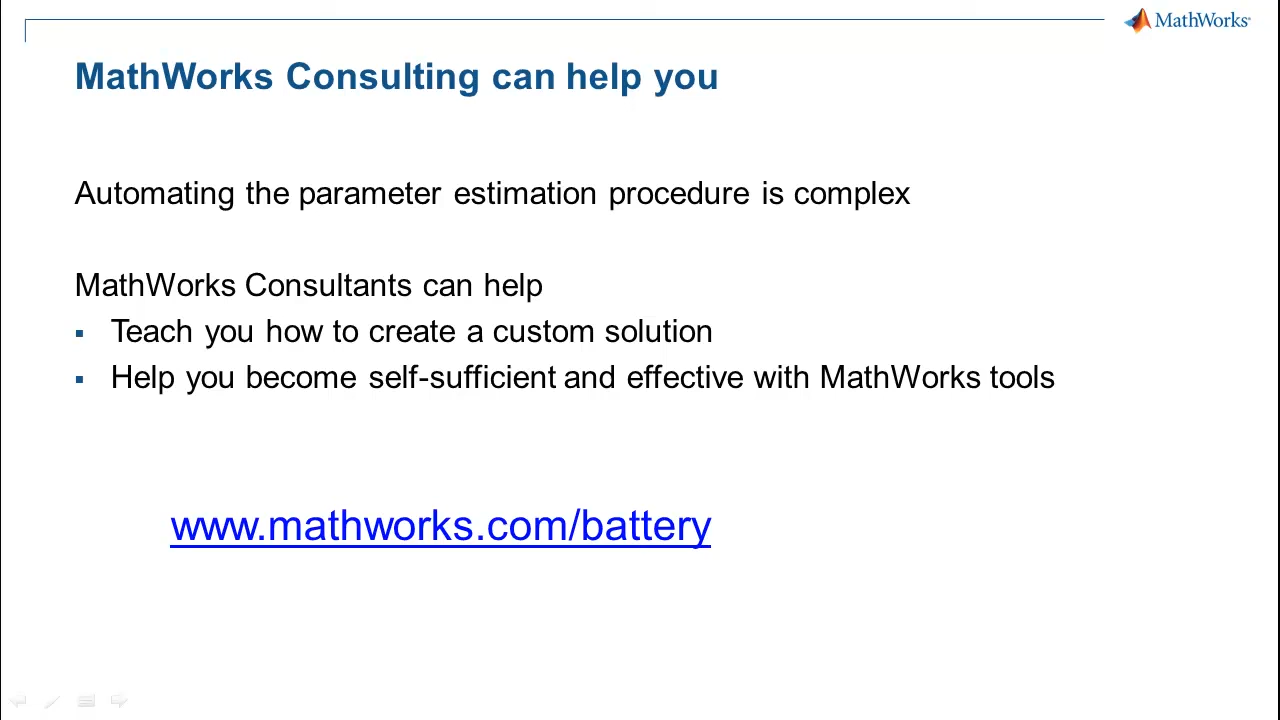 MathWorks®
MathWorks Consulting can help you
Automating the parameter estimation procedure is complex
MathWorks Consultants can help
▪ Teach you how to create a custom solution
▪ Help you become self-sufficient and effective with MathWorks tools
www.mathworks.com/battery